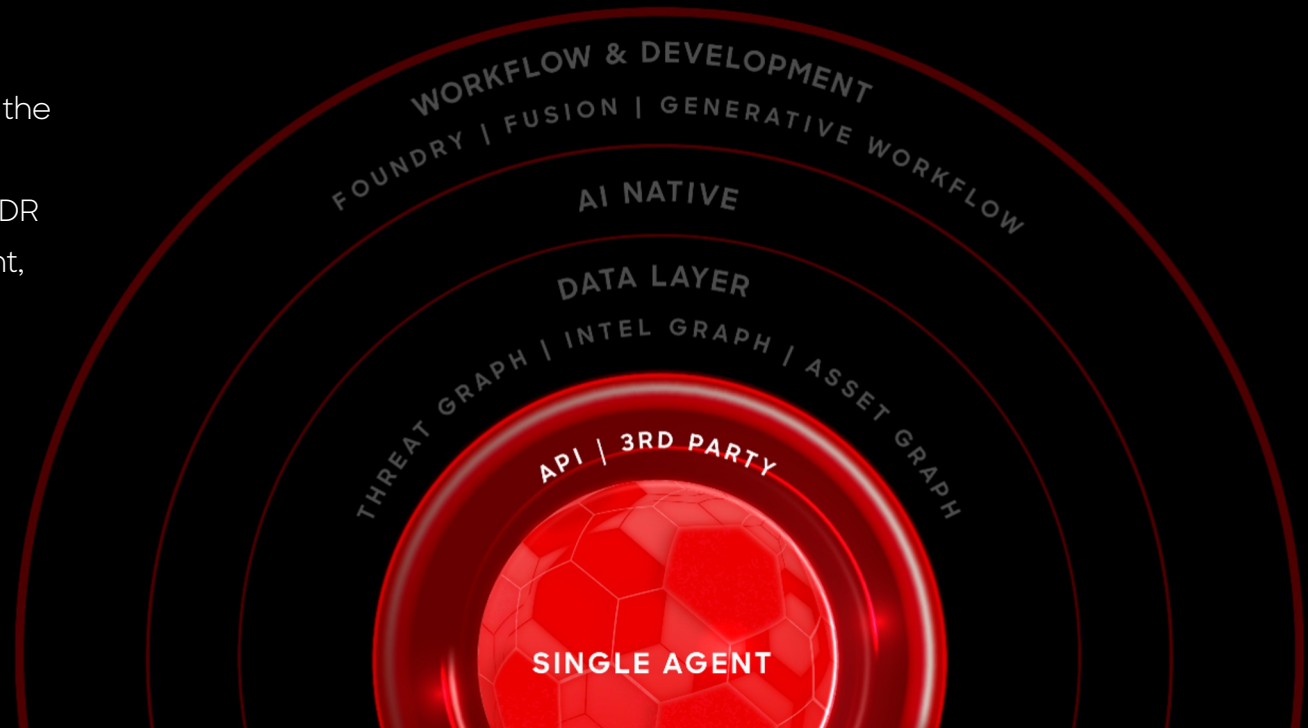 the
DR
nt,
WORKFLOW & DEVELOPMENT
FOUNDRY | FUSION | GENERATIVE WORKFLOW
AI NATIVE
DATA LAYER
THREAT GRAPH | INTEL GRAPH | ASSET GRAPH
API | 3RD PARTY
SINGLE AGENT